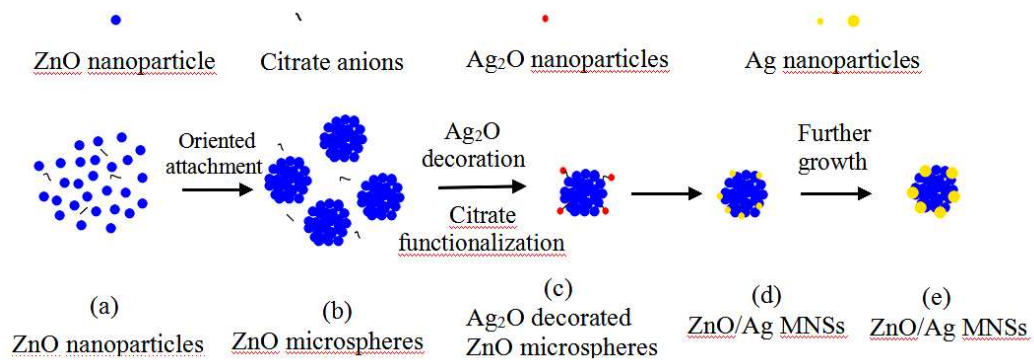 ZnO nanoparticle
Citrate anions
Ag₂O nanoparticles
Ag nanoparticles
Oriented
attachment
Ag₂O
decoration
Citrate
functionalization
Further
growth
(a)
ZnO nanoparticles
(b)
ZnO microspheres
(c)
Ag₂O decorated
ZnO microspheres
(d)
ZnO/Ag MNSs
(e)
ZnO/Ag MNSs